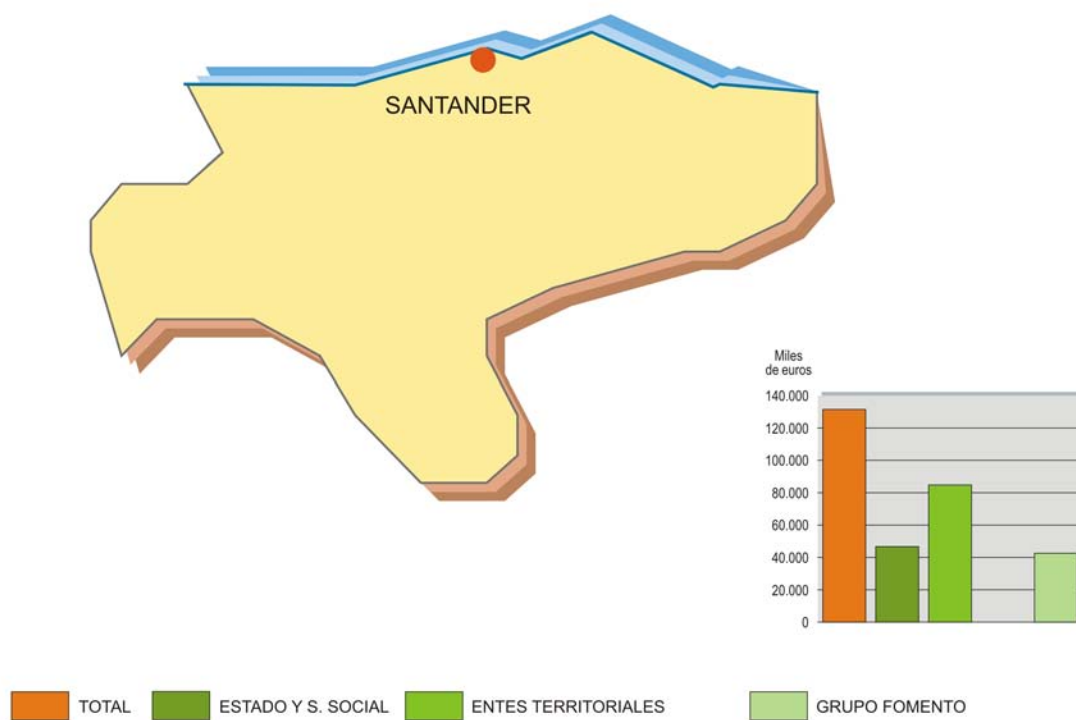 SANTANDER
Miles
de euros
140.000
120.000
100.000
80.000
60.000
40.000
20.000
0
TOTAL
ESTADO Y S. SOCIAL
ENTES TERRITORIALES
GRUPO FOMENTO